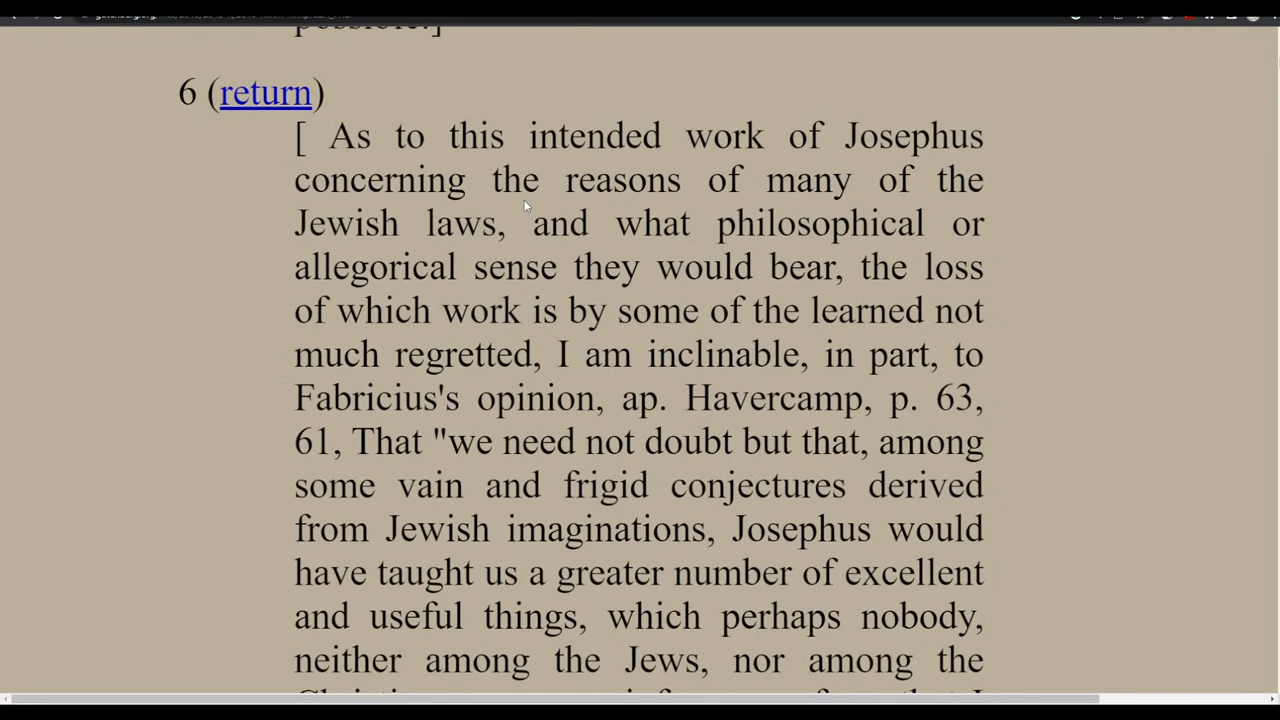 possible.]
6 (return)
[ As to this intended work of Josephus
concerning the reasons of many of the
Jewish laws, and what philosophical or
allegorical sense they would bear, the loss
of which work is by some of the learned not
much regretted, I am inclinable, in part, to
Fabricius's opinion, ap. Havercamp, p. 63,
61, That "we need not doubt but that, among
some vain and frigid conjectures derived
from Jewish imaginations, Josephus would
have taught us a greater number of excellent
and useful things, which perhaps nobody,
neither among the Jews, nor among the